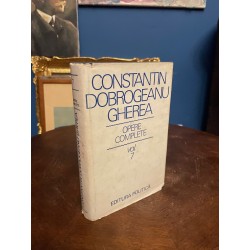 CONSTANTIN
DOBROGEANU
GHEREA
OPERE
COMPLETE
vol.
7
EDITURA POLITICĂ